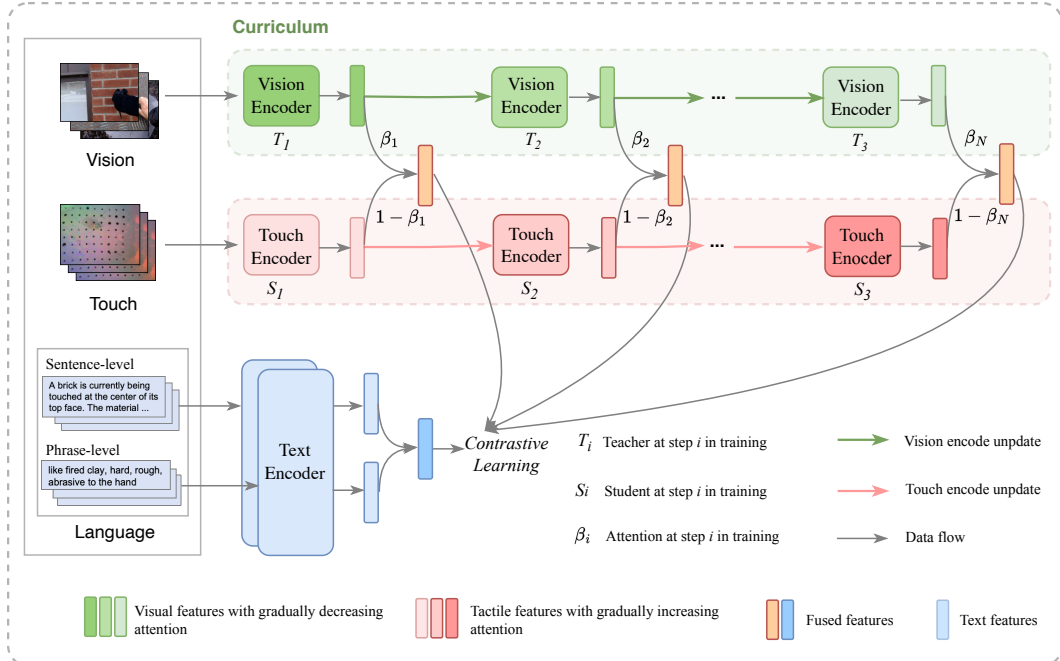 Curriculum
Vision
Encoder
Vision
Encoder
...
Vision
Encoder
Vision
T1
T2
T3
β1
β2
βN
1 − β1
1 − β2
1 − βN
Touch
Encoder
Touch
Encoder
...
Touch
Enocder
Touch
S1
S2
S3
Sentence-level
A brick is currently being
touched at the center of its
top face. The material ...
Phrase-level
like fired clay, hard, rough,
abrasive to the hand
Language
Text
Encoder
Contrastive
Learning
Ti Teacher at step i in training
Si Student at step i in training
βi Attention at step i in training
Vision encode unpdate
Touch encode unpdate
Data flow
Visual features with gradually decreasing
attention
Tactile features with gradually increasing
attention
Fused features
Text features